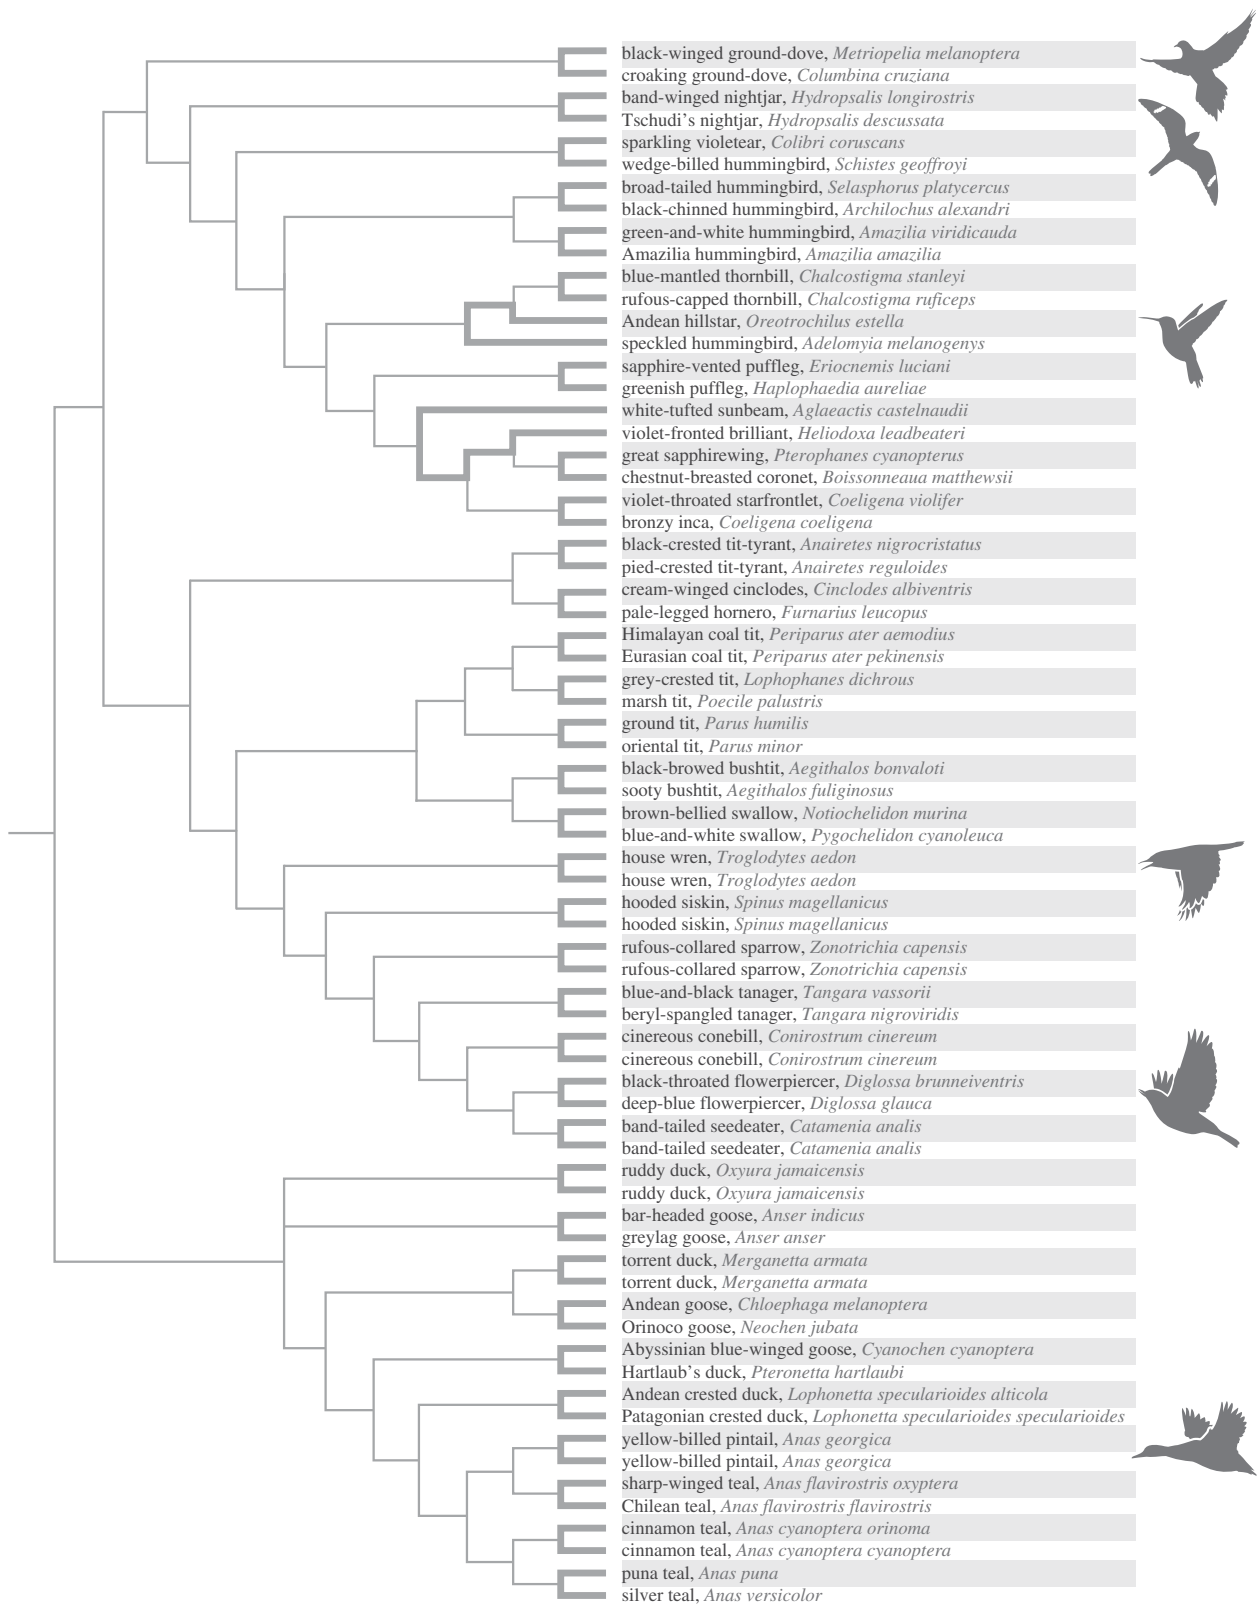 black-winged ground-dove, Metriopelia melanoptera
croaking ground-dove, Columbina cruziana
band-winged nightjar, Hydropsalis longirostris
Tschudi’s nightjar, Hydropsalis descussata
sparkling violetear, Colibri coruscans
wedge-billed hummingbird, Schistes geoffroyi
broad-tailed hummingbird, Selasphorus platycercus
black-chinned hummingbird, Archilochus alexandri
green-and-white hummingbird, Amazilia viridicauda
Amazilia hummingbird, Amazilia amazilia
blue-mantled thornbill, Chalcostigma stanleyi
rufous-capped thornbill, Chalcostigma ruficeps
Andean hillstar, Oreotrochilus estella
speckled hummingbird, Adelomyia melanogenys
sapphire-vented puffleg, Eriocnemis luciani
greenish puffleg, Haplophaedia aureliae
white-tufted sunbeam, Aglaeactis castelnaudii
violet-fronted brilliant, Heliodoxa leadbeateri
great sapphirewing, Pterophanes cyanopterus
chestnut-breasted coronet, Boissonneaua matthewsii
violet-throated starfrontlet, Coeligena violifer
bronzy inca, Coeligena coeligena
black-crested tit-tyrant, Anairetes nigrocristatus
pied-crested tit-tyrant, Anairetes reguloides
cream-winged cinclodes, Cinclodes albiventris
pale-legged hornero, Furnarius leucopus
Himalayan coal tit, Periparus ater aemodius
Eurasian coal tit, Periparus ater pekinensis
grey-crested tit, Lophophanes dichrous
marsh tit, Poecile palustris
ground tit, Parus humilis
oriental tit, Parus minor
black-browed bushtit, Aegithalos bonvaloti
sooty bushtit, Aegithalos fuliginosus
brown-bellied swallow, Notiochelidon murina
blue-and-white swallow, Pygochelidon cyanoleuca
house wren, Troglodytes aedon
house wren, Troglodytes aedon
hooded siskin, Spinus magellanicus
hooded siskin, Spinus magellanicus
rufous-collared sparrow, Zonotrichia capensis
rufous-collared sparrow, Zonotrichia capensis
blue-and-black tanager, Tangara vassorii
beryl-spangled tanager, Tangara nigroviridis
cinereous conebill, Conirostrum cinereum
cinereous conebill, Conirostrum cinereum
black-throated flowerpiercer, Diglossa brunneiventris
deep-blue flowerpiercer, Diglossa glauca
band-tailed seedeater, Catamenia analis
band-tailed seedeater, Catamenia analis
ruddy duck, Oxyura jamaicensis
ruddy duck, Oxyura jamaicensis
bar-headed goose, Anser indicus
greylag goose, Anser anser
torrent duck, Merganetta armata
torrent duck, Merganetta armata
Andean goose, Chloephaga melanoptera
Orinoco goose, Neochen jubata
Abyssinian blue-winged goose, Cyanochen cyanoptera
Hartlaub’s duck, Pteronetta hartlaubi
Andean crested duck, Lophonetta specularioides alticola
Patagonian crested duck, Lophonetta specularioides specularioides
yellow-billed pintail, Anas georgica
yellow-billed pintail, Anas georgica
sharp-winged teal, Anas flavirostris oxyptera
Chilean teal, Anas flavirostris flavirostris
cinnamon teal, Anas cyanoptera orinoma
cinnamon teal, Anas cyanoptera cyanoptera
puna teal, Anas puna
silver teal, Anas versicolor